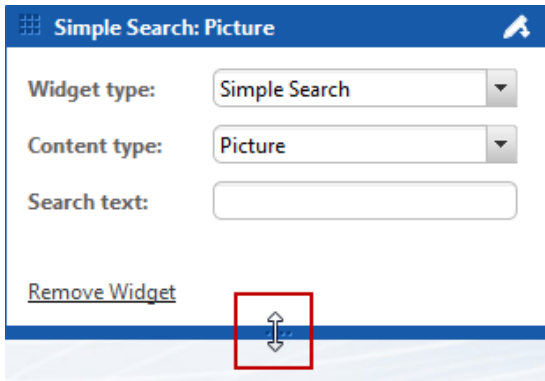 Simple Search: Picture
Widget type: Simple Search
Content type: Picture
Search text:
Remove Widget